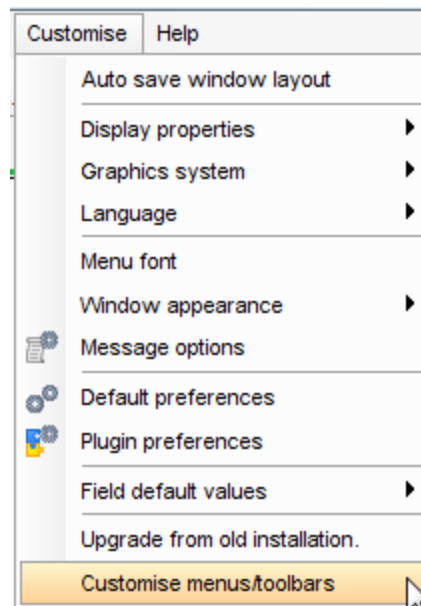 Customise Help
Auto save window layout
Display properties
Graphics system
Language
Menu font
Window appearance
Message options
Default preferences
Plugin preferences
Field default values
Upgrade from old installation.
Customise menus/toolbars